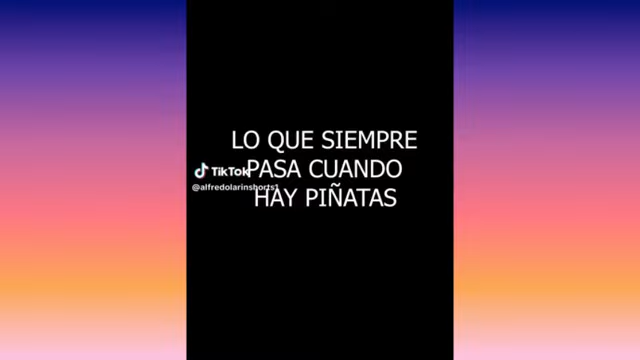 LO QUE SIEMPRE
PASA CUANDO
HAY PIÑATAS
TikTok
@alfredolarinshorts1